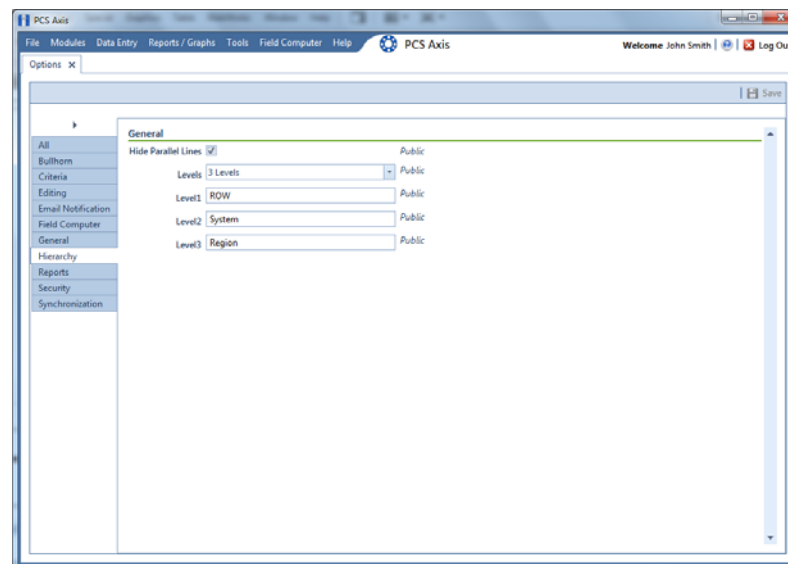 PCS Axis
File Modules Data Entry Reports / Graphs Tools Field Computer Help PCS Axis Welcome John Smith | | Log Ou
Options x
| Save
All
Bullhorn
Criteria
Editing
Email Notification
Field Computer
General
Hierarchy
Reports
Security
Synchronization
General
Hide Parallel Lines Public
Levels 3 Levels Public
Level1 ROW Public
Level2 System Public
Level3 Region Public